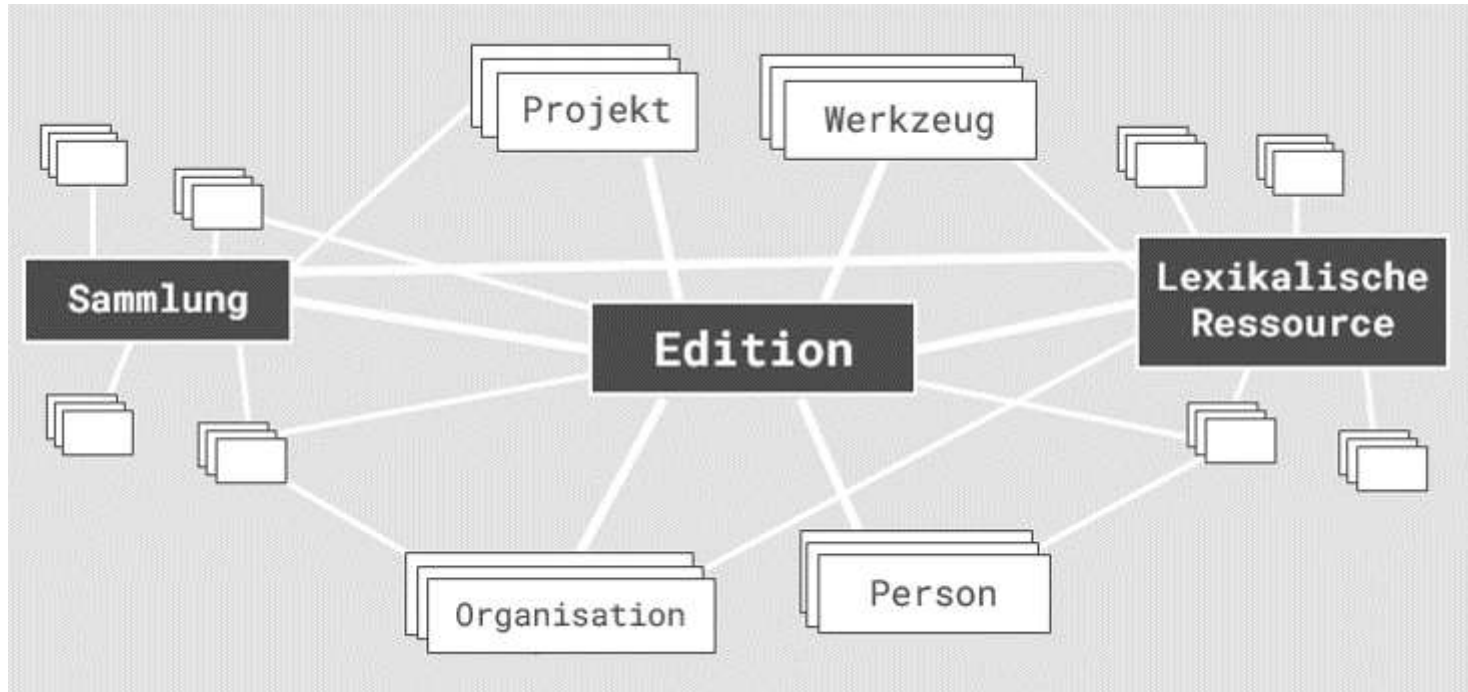 Projekt
Werkzeug
Sammlung
Edition
Lexikalische
Ressource
Organisation
Person